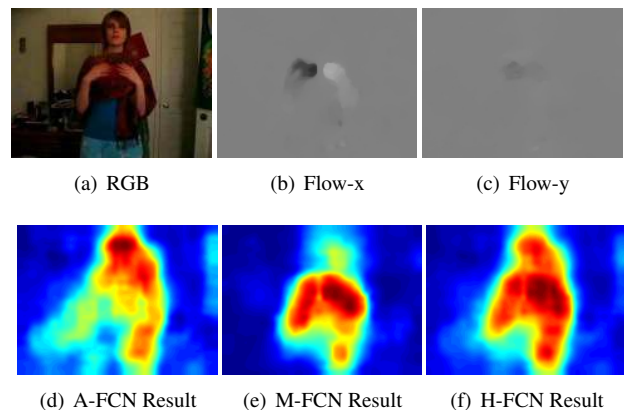 (a) RGB
(b) Flow-x
(c) Flow-y
(d) A-FCN Result
(e) M-FCN Result
(f) H-FCN Result